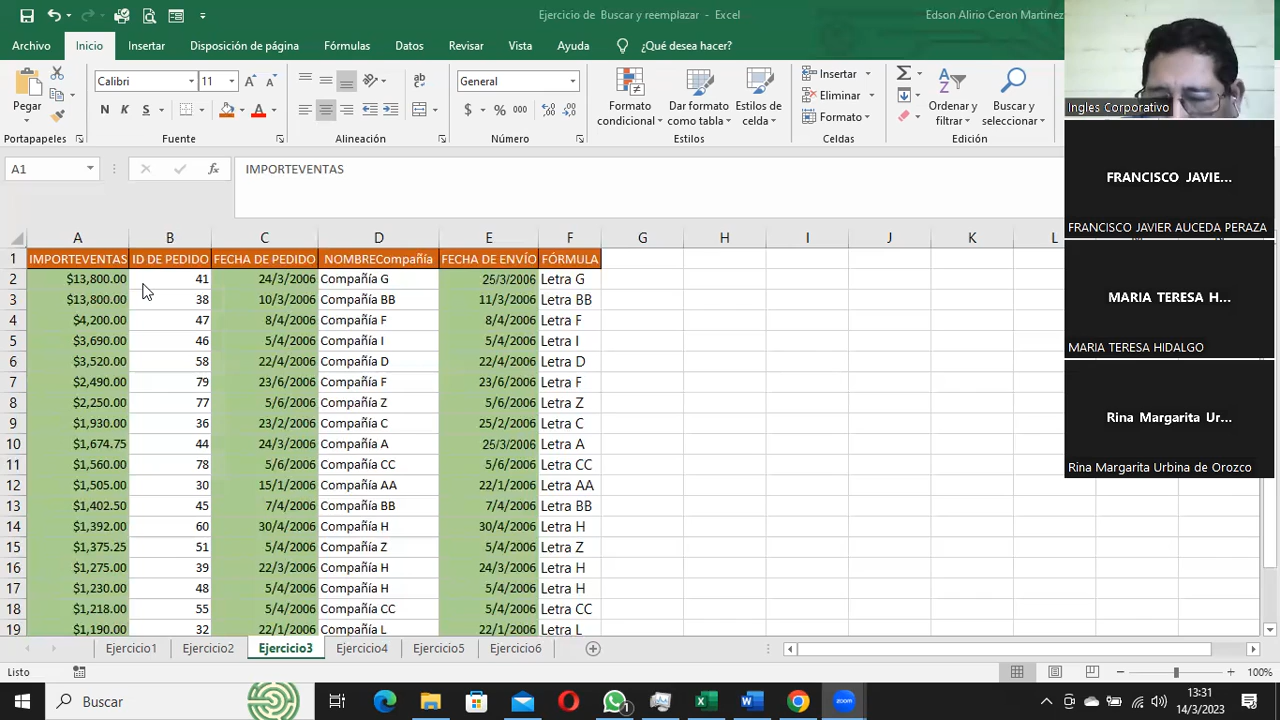 Ejercicio de Buscar y reemplazar - Excel
Edson Alirio Ceron Martinez
Archivo Inicio Insertar Disposición de página Fórmulas Datos Revisar Vista Ayuda ¿Qué desea hacer?
Pegar
Calibri 11
General
Formato condicional
Dar formato como tabla
Estilos de celda
Insertar
Eliminar
Formato
Ordenar y filtrar
Buscar y seleccionar
N K S
$ % 000
Portapapeles Fuente Alineación Número Estilos Celdas Edición
A1 fx IMPORTEVENTAS
A B C D E F G H I J K L
1 IMPORTEVENTAS ID DE PEDIDO FECHA DE PEDIDO NOMBRECompañía FECHA DE ENVÍO FÓRMULA
2 $13,800.00 41 24/3/2006 Compañía G 25/3/2006 Letra G
3 $13,800.00 38 10/3/2006 Compañía BB 11/3/2006 Letra BB
4 $4,200.00 47 8/4/2006 Compañía F 8/4/2006 Letra F
5 $3,690.00 46 5/4/2006 Compañía I 5/4/2006 Letra I
6 $3,520.00 58 22/4/2006 Compañía D 22/4/2006 Letra D
7 $2,490.00 79 23/6/2006 Compañía F 23/6/2006 Letra F
8 $2,250.00 77 5/6/2006 Compañía Z 5/6/2006 Letra Z
9 $1,930.00 36 23/2/2006 Compañía C 25/2/2006 Letra C
10 $1,674.75 44 24/3/2006 Compañía A 25/3/2006 Letra A
11 $1,560.00 78 5/6/2006 Compañía CC 5/6/2006 Letra CC
12 $1,505.00 30 15/1/2006 Compañía AA 22/1/2006 Letra AA
13 $1,402.50 45 7/4/2006 Compañía BB 7/4/2006 Letra BB
14 $1,392.00 60 30/4/2006 Compañía H 30/4/2006 Letra H
15 $1,375.25 51 5/4/2006 Compañía Z 5/4/2006 Letra Z
16 $1,275.00 39 22/3/2006 Compañía H 24/3/2006 Letra H
17 $1,230.00 48 5/4/2006 Compañía H 5/4/2006 Letra H
18 $1,218.00 55 5/4/2006 Compañía CC 5/4/2006 Letra CC
19 $1,190.00 32 22/1/2006 Compañía L 22/1/2006 Letra L
Ejercicio1 Ejercicio2 Ejercicio3 Ejercicio4 Ejercicio5 Ejercicio6
Listo
100%
Buscar
1
zoom
13:31
14/3/2023
Ingles Corporativo
FRANCISCO JAVIE...
FRANCISCO JAVIER AUCEDA PERAZA
MARIA TERESA H...
MARIA TERESA HIDALGO
Rina Margarita Ur...
Rina Margarita Urbina de Orozco